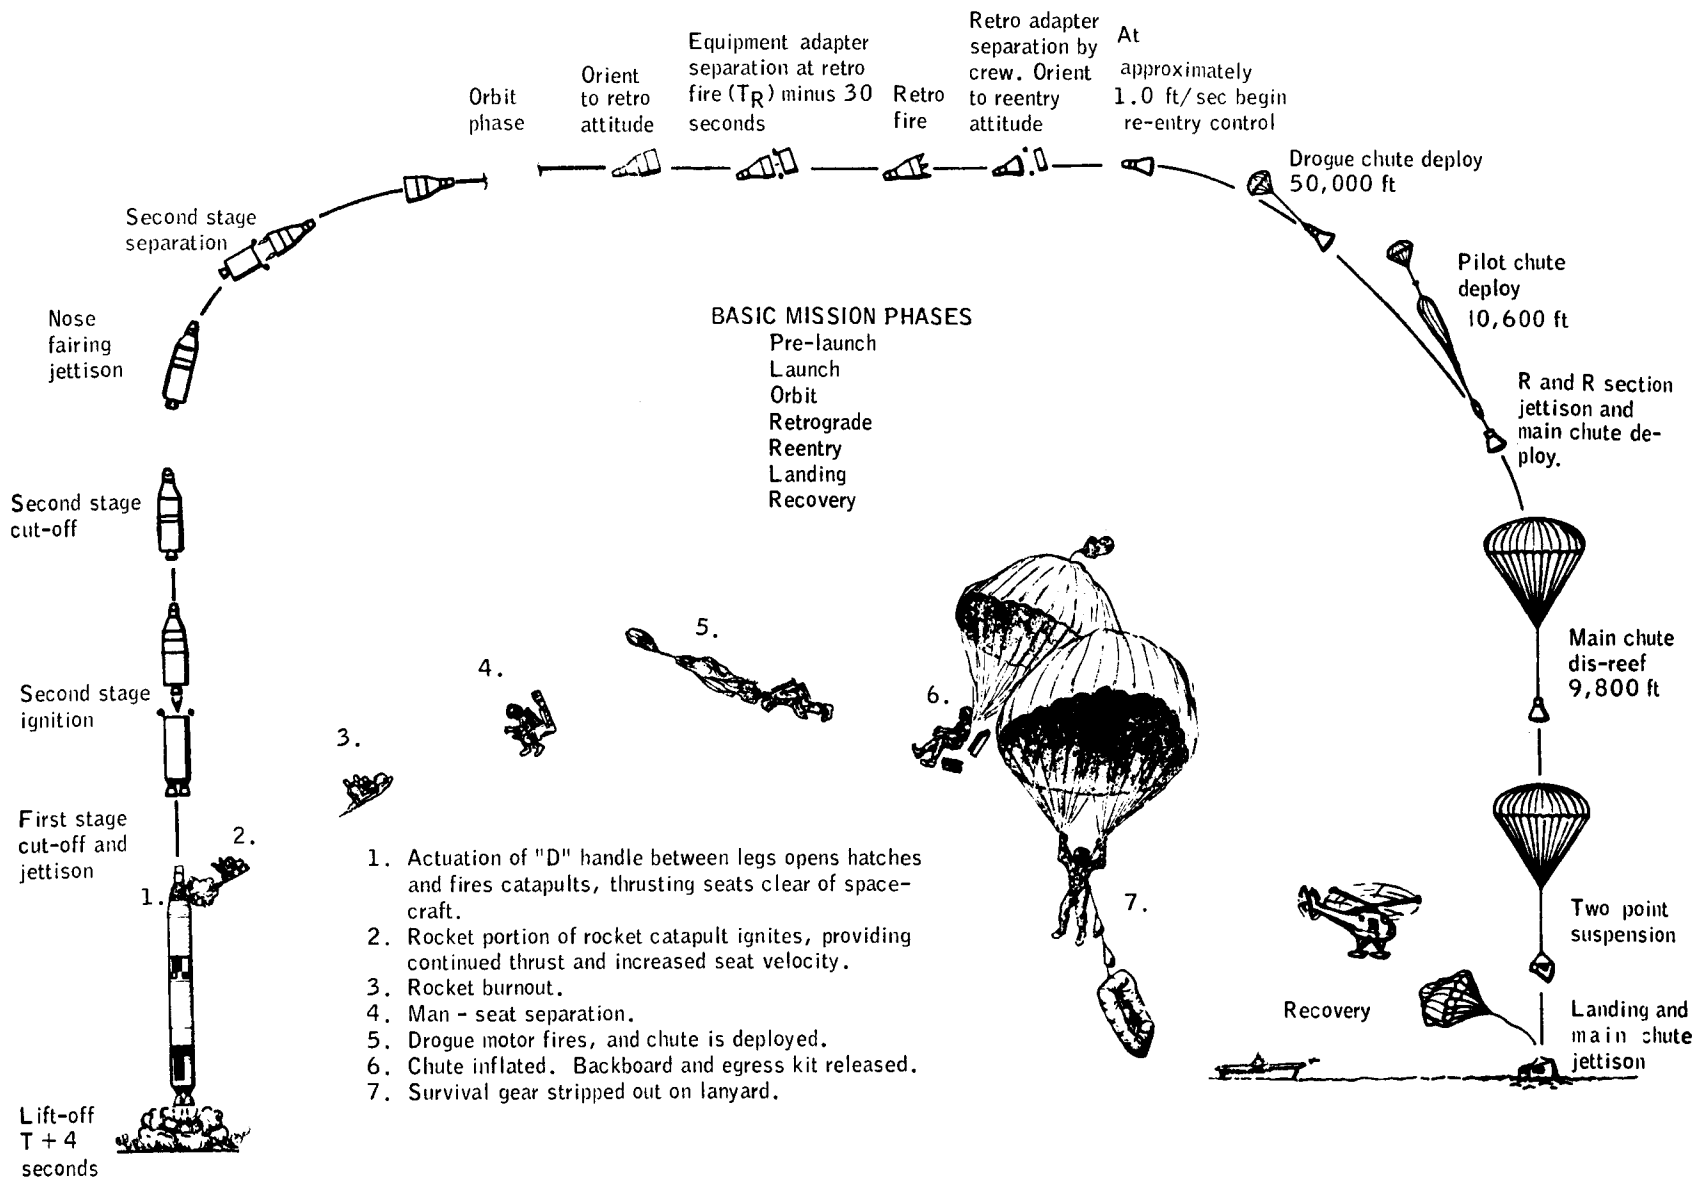 Orbit
phase
Orient
to retro
attitude
Equipment adapter
separation at retro
fire (TR) minus 30
seconds
Retro
fire
Retro adapter
separation by
crew. Orient
to reentry
attitude
At
approximately
1.0 ft/sec begin
re-entry control
Drogue chute deploy
50,000 ft
Pilot chute
deploy
10,600 ft
R and R section
jettison and
main chute de-
ploy.
Main chute
dis-reef
9,800 ft
Two point
suspension
Landing and
main chute
jettison
Recovery
Second stage
separation
Nose
fairing
jettison
Second stage
cut-off
Second stage
ignition
First stage
cut-off and
jettison
Lift-off
T + 4
seconds
BASIC MISSION PHASES
Pre-launch
Launch
Orbit
Retrograde
Reentry
Landing
Recovery
1.
2.
3.
4.
5.
6.
7.
1. Actuation of "D" handle between legs opens hatches
and fires catapults, thrusting seats clear of space-
craft.
2. Rocket portion of rocket catapult ignites, providing
continued thrust and increased seat velocity.
3. Rocket burnout.
4. Man - seat separation.
5. Drogue motor fires, and chute is deployed.
6. Chute inflated. Backboard and egress kit released.
7. Survival gear stripped out on lanyard.